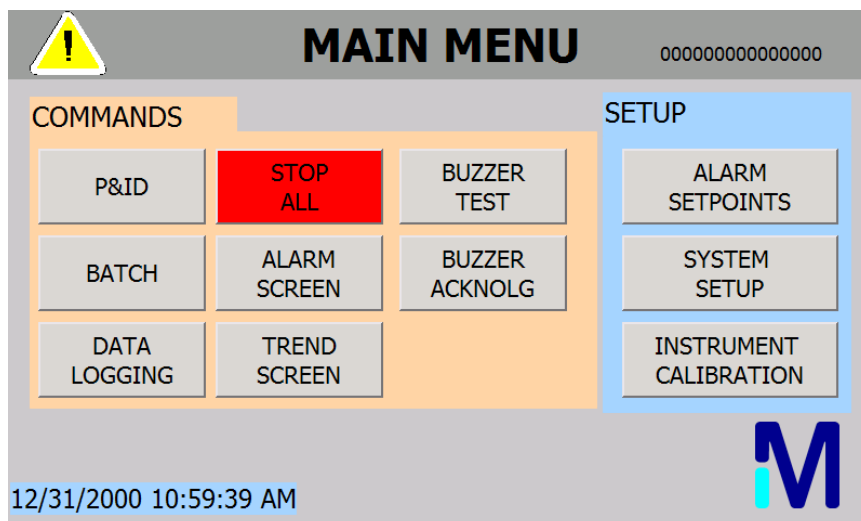 !
MAIN MENU
000000000000000
COMMANDS
P&ID
STOP
ALL
BUZZER
TEST
BATCH
ALARM
SCREEN
BUZZER
ACKNOLG
DATA
LOGGING
TREND
SCREEN
SETUP
ALARM
SETPOINTS
SYSTEM
SETUP
INSTRUMENT
CALIBRATION
M
12/31/2000 10:59:39 AM